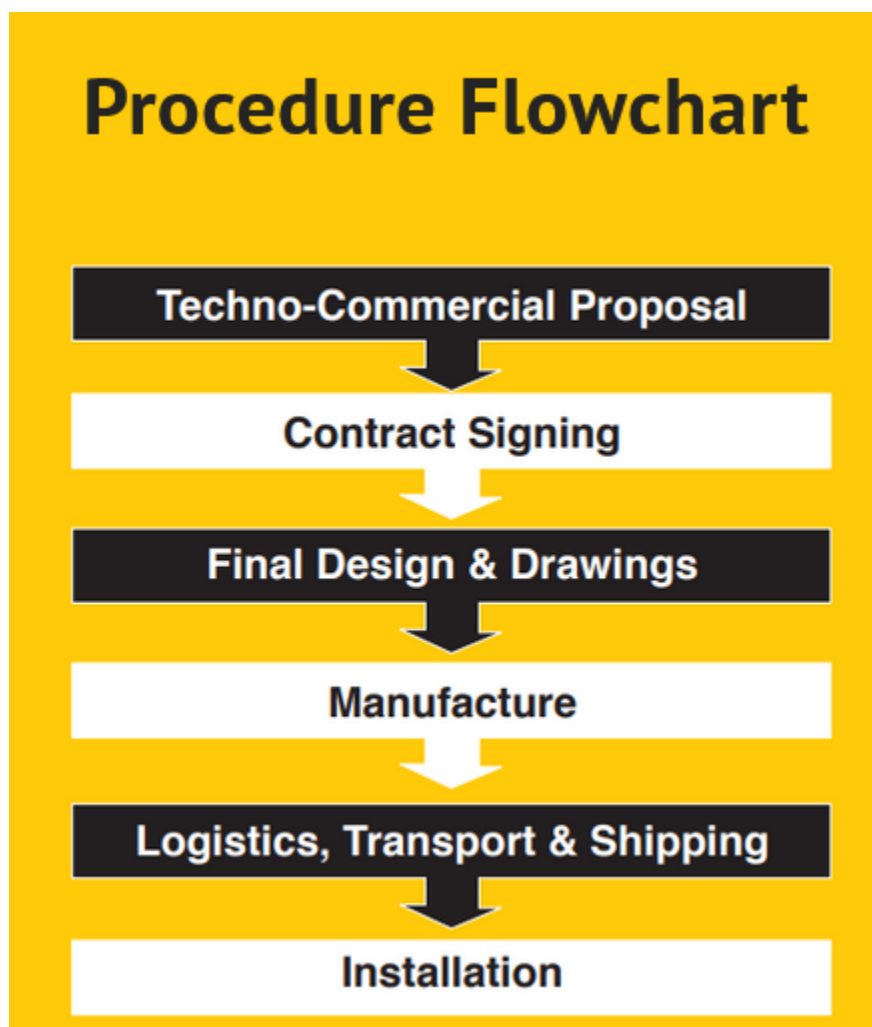 Procedure Flowchart
Techno-Commercial Proposal
Contract Signing
Final Design & Drawings
Manufacture
Logistics, Transport & Shipping
Installation